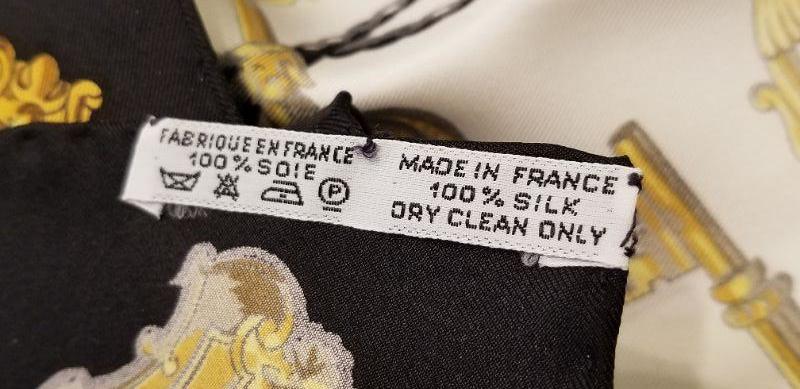 FABRIQUE EN FRANCE
100% SOIE
P
MADE IN FRANCE
100% SILK
DRY CLEAN ONLY